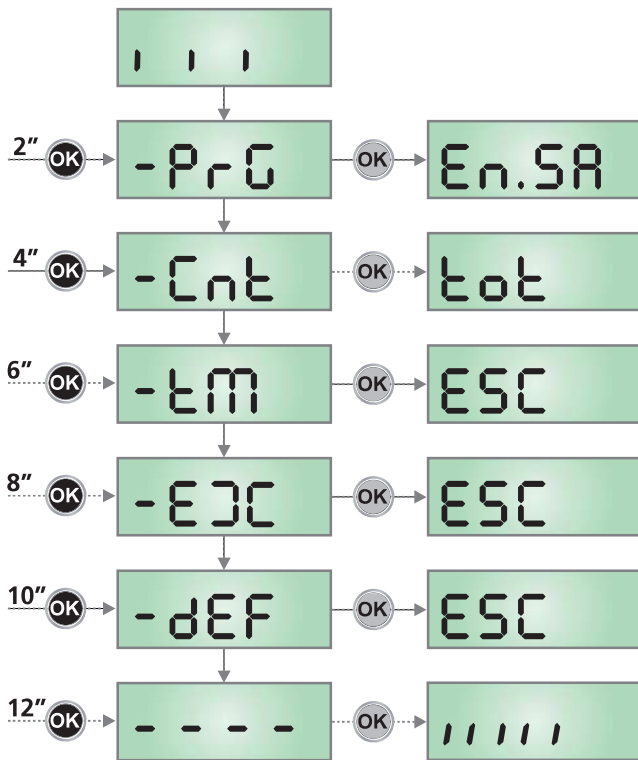 ı ı ı
2” OK -PrG OK En.SA
4” OK -Cnt OK tot
6” OK -tM OK ESC
8” OK -EJC OK ESC
10” OK -dEF OK ESC
12” OK - - - - OK ı ı ı ı ı